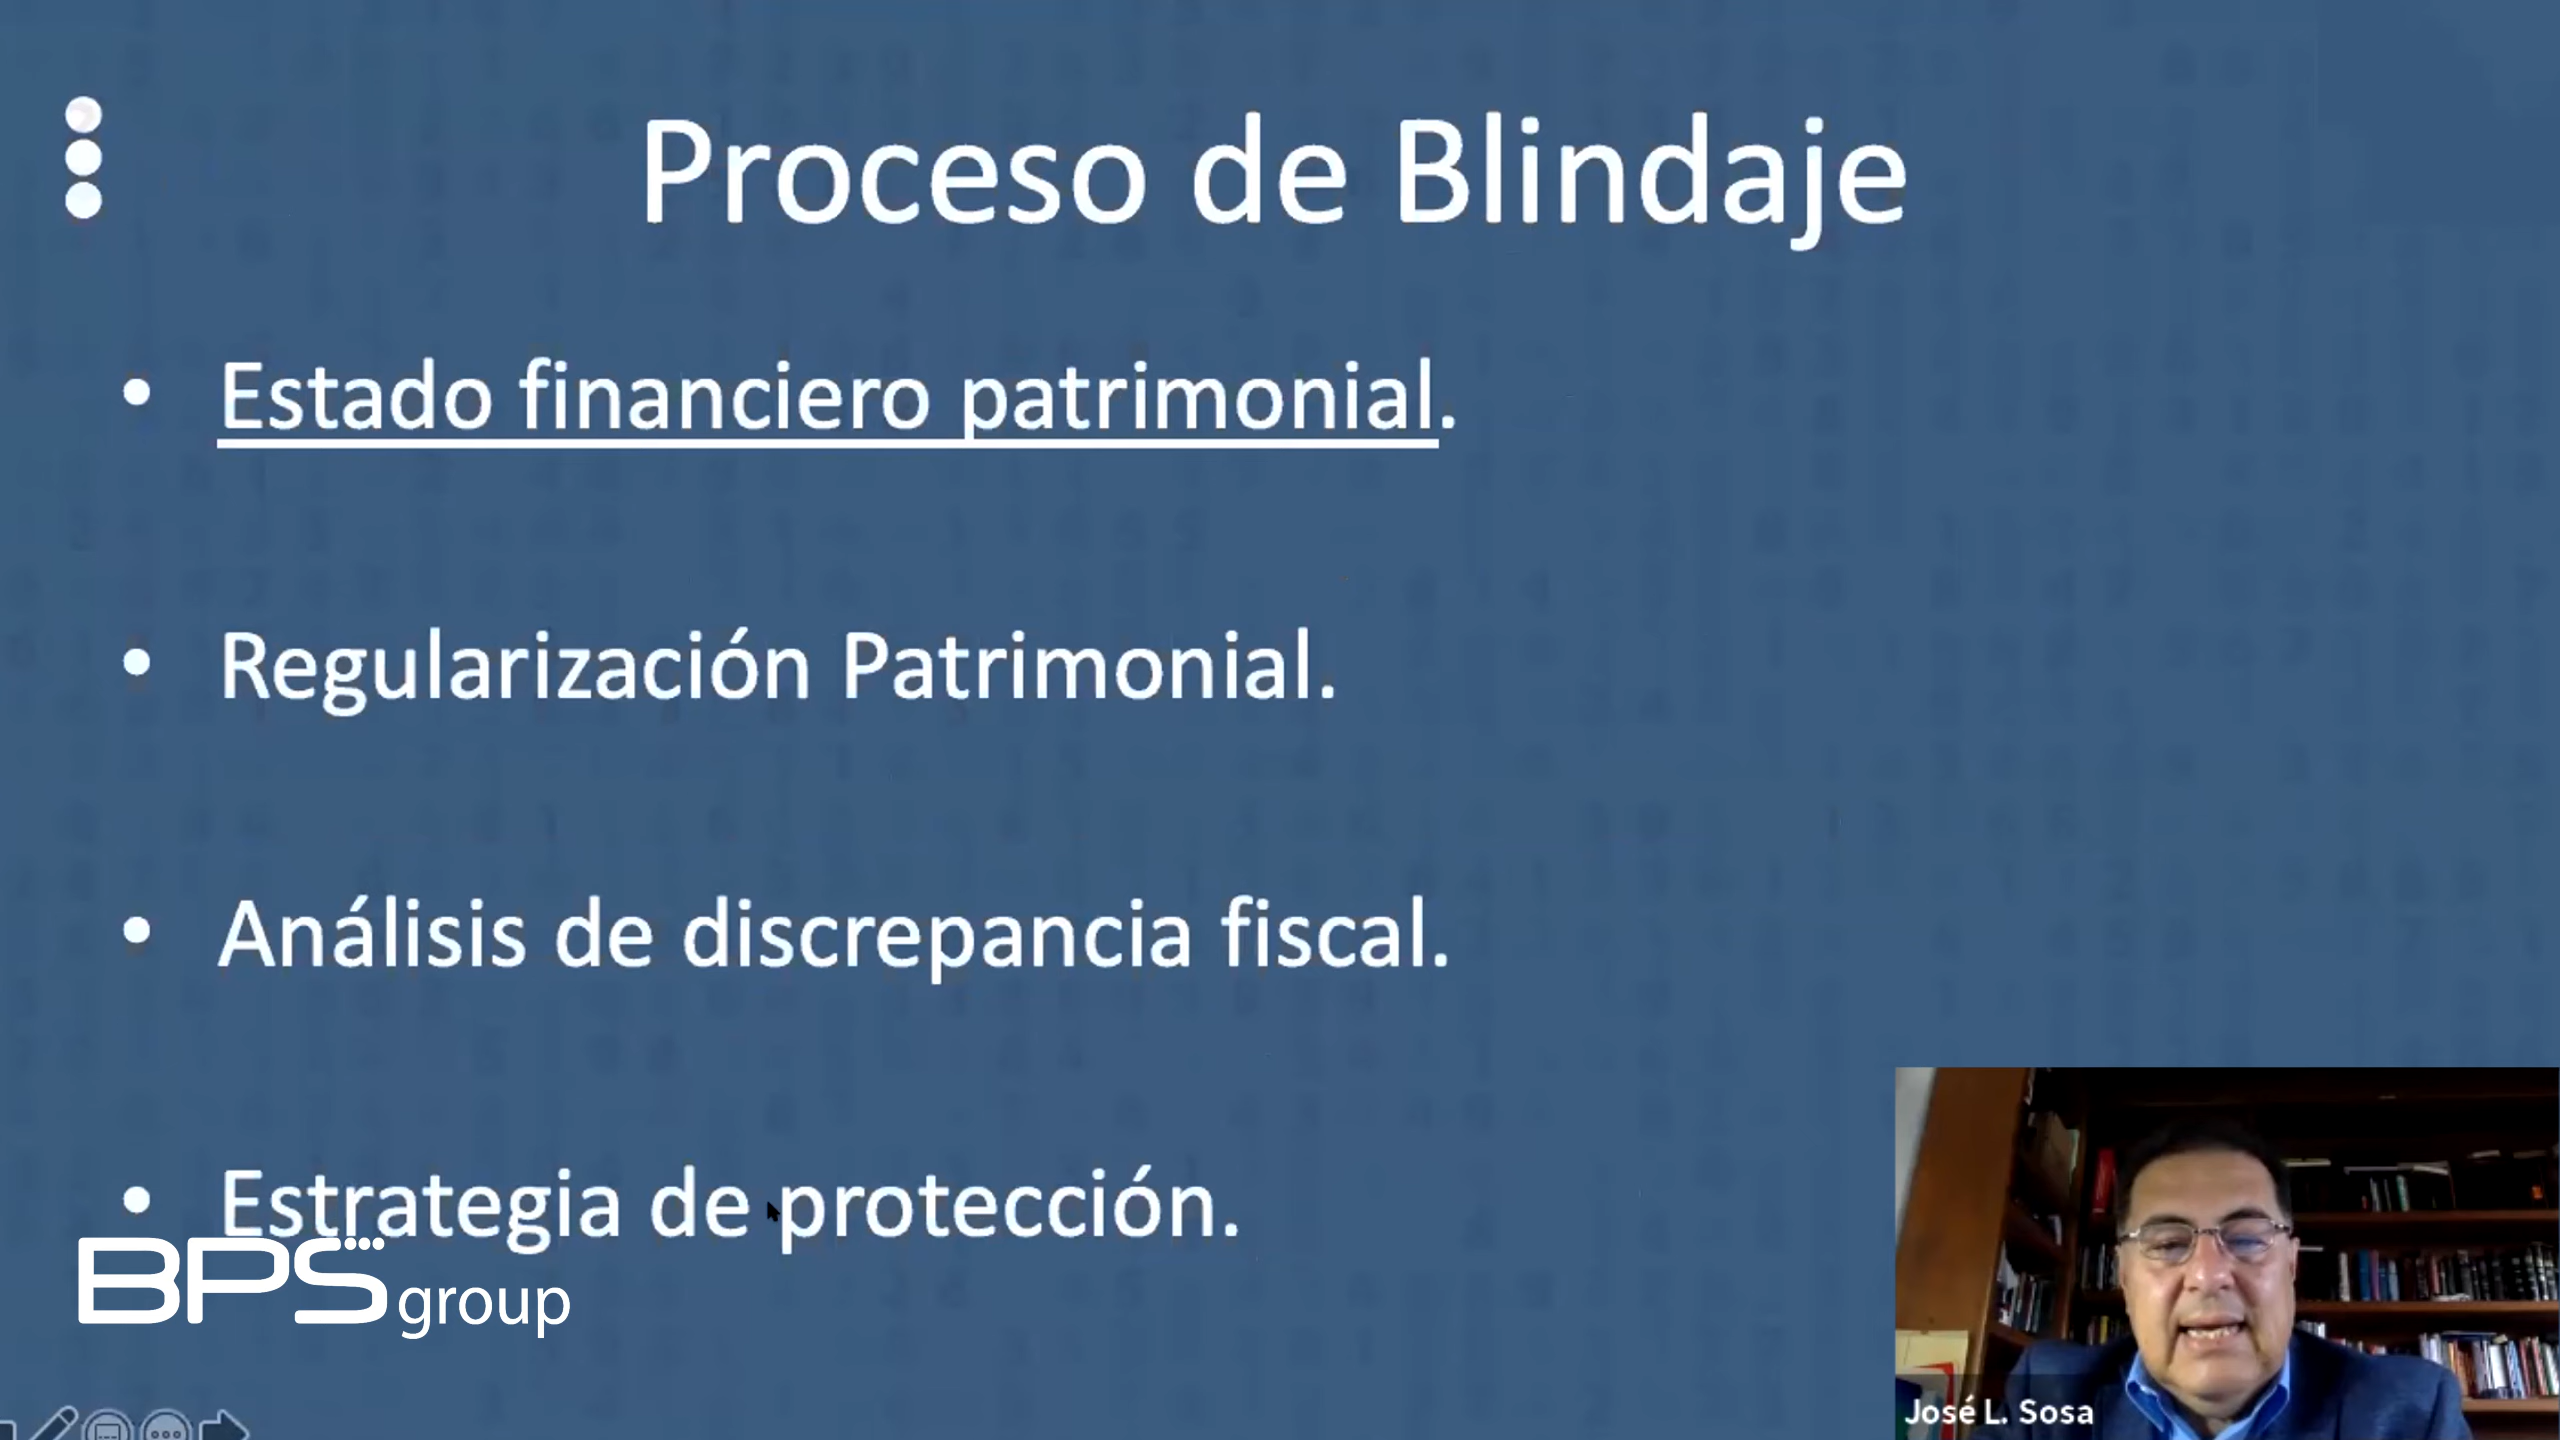 Proceso de Blindaje
• Estado financiero patrimonial.
• Regularización Patrimonial.
• Análisis de discrepancia fiscal.
• Estrategia de protección.
BPS group
José L. Sosa